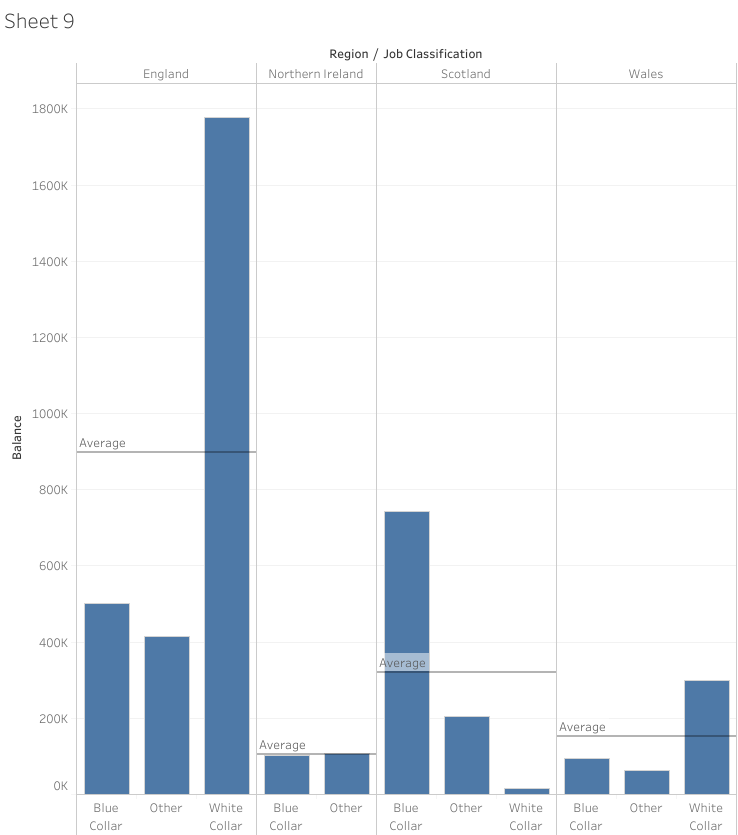 Sheet 9
Region / Job Classification
England Northern Ireland Scotland Wales
1800K
1600K
1400K
1200K
1000K
800K
600K
400K
200K
0K
Balance
Average
Average
Average
Average
Blue Other White Blue Other Blue Other White Blue Other White
Collar Collar Collar Collar Collar Collar Collar